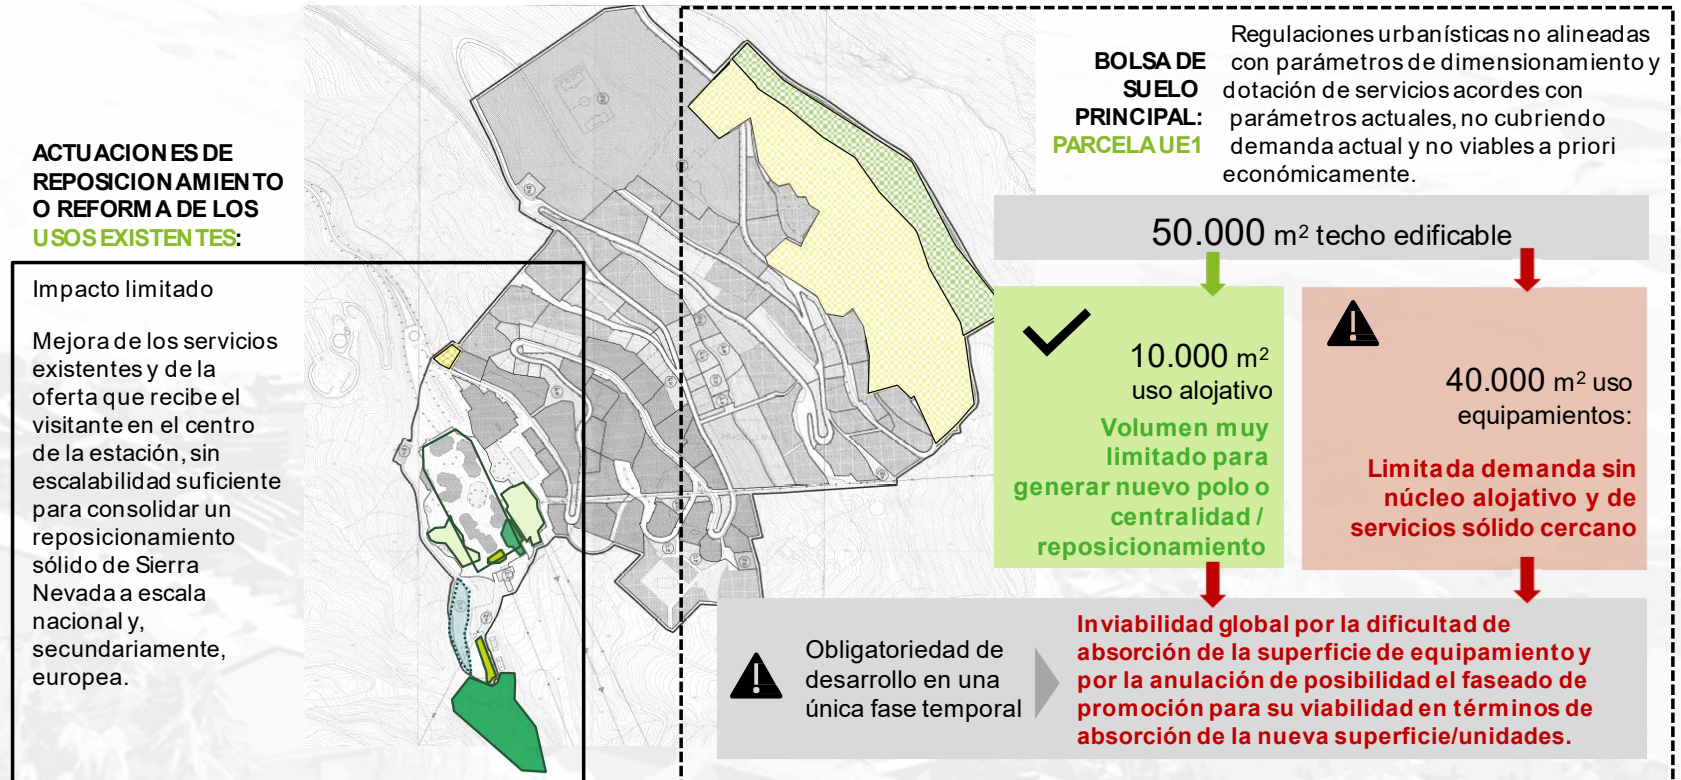 ACTUACIONES DE
REPOSICIONAMIENTO
O REFORMA DE LOS
USOS EXISTENTES:
Impacto limitado
Mejora de los servicios
existentes y de la
oferta que recibe el
visitante en el centro
de la estación, sin
escalabilidad suficiente
para consolidar un
reposicionamiento
sólido de Sierra
Nevada a escala
nacional y,
secundariamente,
europea.
BOLSA DE
SUELO
PRINCIPAL:
PARCELA UE1
Regulaciones urbanísticas no alineadas
con parámetros de dimensionamiento y
dotación de servicios acordes con
parámetros actuales, no cubriendo
demanda actual y no viables a priori
económicamente.
50.000 m² techo edificable
10.000 m²
uso alojativo
Volumen muy
limitado para
generar nuevo polo o
centralidad /
reposicionamiento
40.000 m² uso
equipamientos:
Limitada demanda sin
núcleo alojativo y de
servicios sólido cercano
Obligatoriedad de
desarrollo en una
única fase temporal
Inviabilidad global por la dificultad de
absorción de la superficie de equipamiento y
por la anulación de posibilidad el faseado de
promoción para su viabilidad en términos de
absorción de la nueva superficie/unidades.